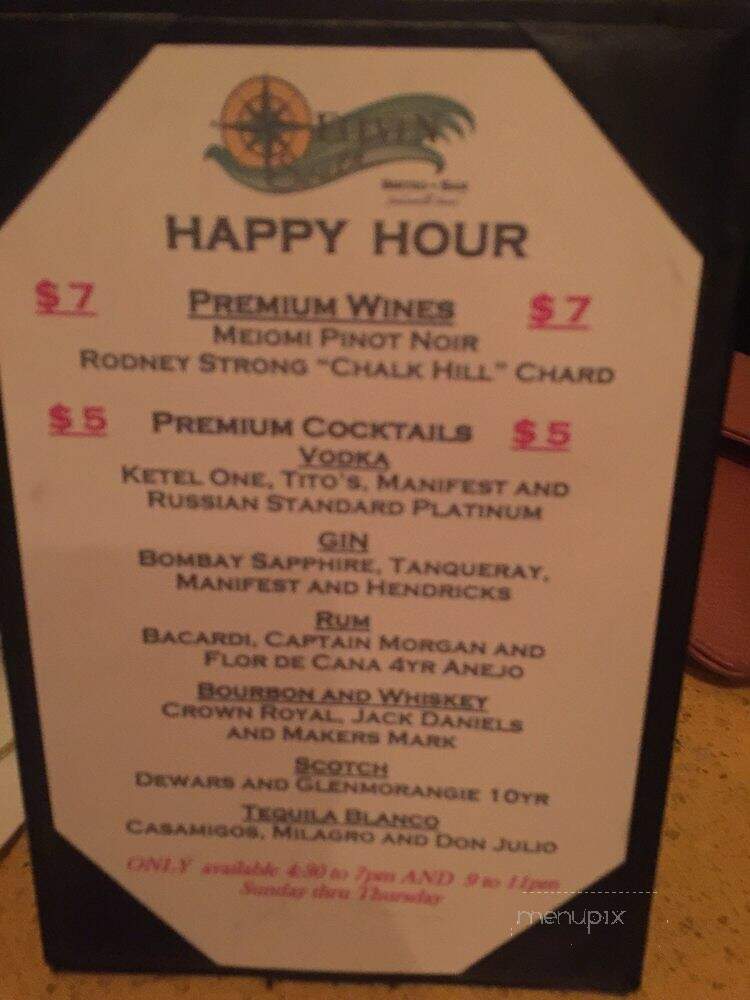 ELEVEN
South
BISTRO • BAR
HAPPY HOUR
$7 PREMIUM WINES $7
MEIOMI PINOT NOIR
RODNEY STRONG "CHALK HILL" CHARD
$5 PREMIUM COCKTAILS $5
VODKA
KETEL ONE, TITO'S, MANIFEST AND
RUSSIAN STANDARD PLATINUM
GIN
BOMBAY SAPPHIRE, TANQUERAY,
MANIFEST AND HENDRICKS
RUM
BACARDI, CAPTAIN MORGAN AND
FLOR DE CANA 4YR ANEJO
BOURBON AND WHISKEY
CROWN ROYAL, JACK DANIELS
AND MAKERS MARK
SCOTCH
DEWARS AND GLENMORANGIE 10YR
TEQUILA BLANCO
CASAMIGOS, MILAGRO AND DON JULIO
ONLY available 4:30 to 7pm AND 9 to 11pm
Sunday thru Thursday
menupix